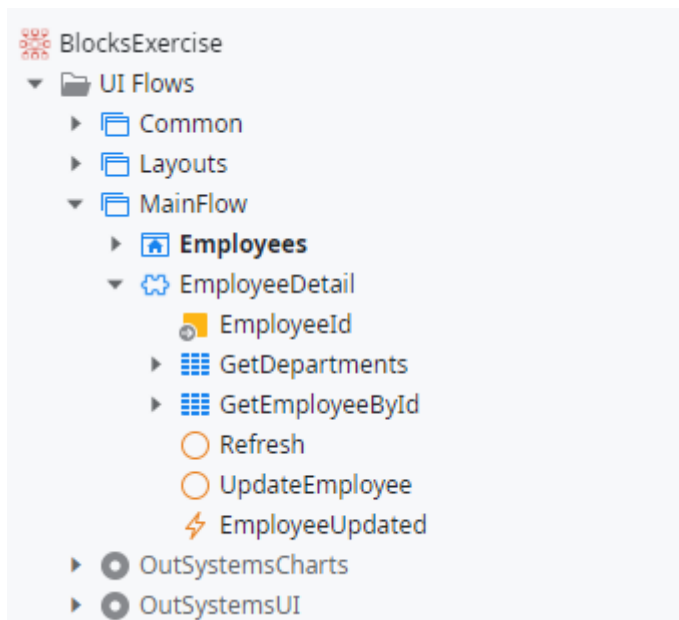 BlocksExercise
UI Flows
Common
Layouts
MainFlow
Employees
EmployeeDetail
EmployeeId
GetDepartments
GetEmployeeById
Refresh
UpdateEmployee
EmployeeUpdated
OutSystemsCharts
OutSystemsUI